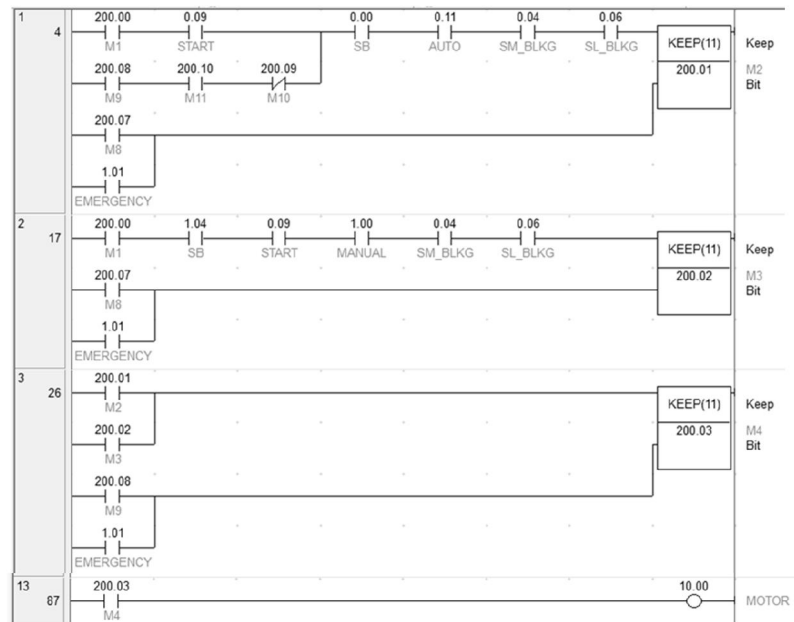 1 200.00 0.09 0.00 0.11 0.04 0.06
4 KEEP(11) Keep
M1 START SB AUTO SM_BLKG SL_BLKG
200.08 200.10 200.09 200.01 M2
Bit
M9 M11 M10
200.07
M8
1.01
EMERGENCY
2 200.00 1.04 0.09 1.00 0.04 0.06
17 KEEP(11) Keep
M1 SB START MANUAL SM_BLKG SL_BLKG
200.07 200.02 M3
Bit
M8
1.01
EMERGENCY
3 200.01
26 KEEP(11) Keep
M2
200.02 200.03 M4
Bit
M3
200.08
M9
1.01
EMERGENCY
13 200.03 10.00
87 MOTOR
M4